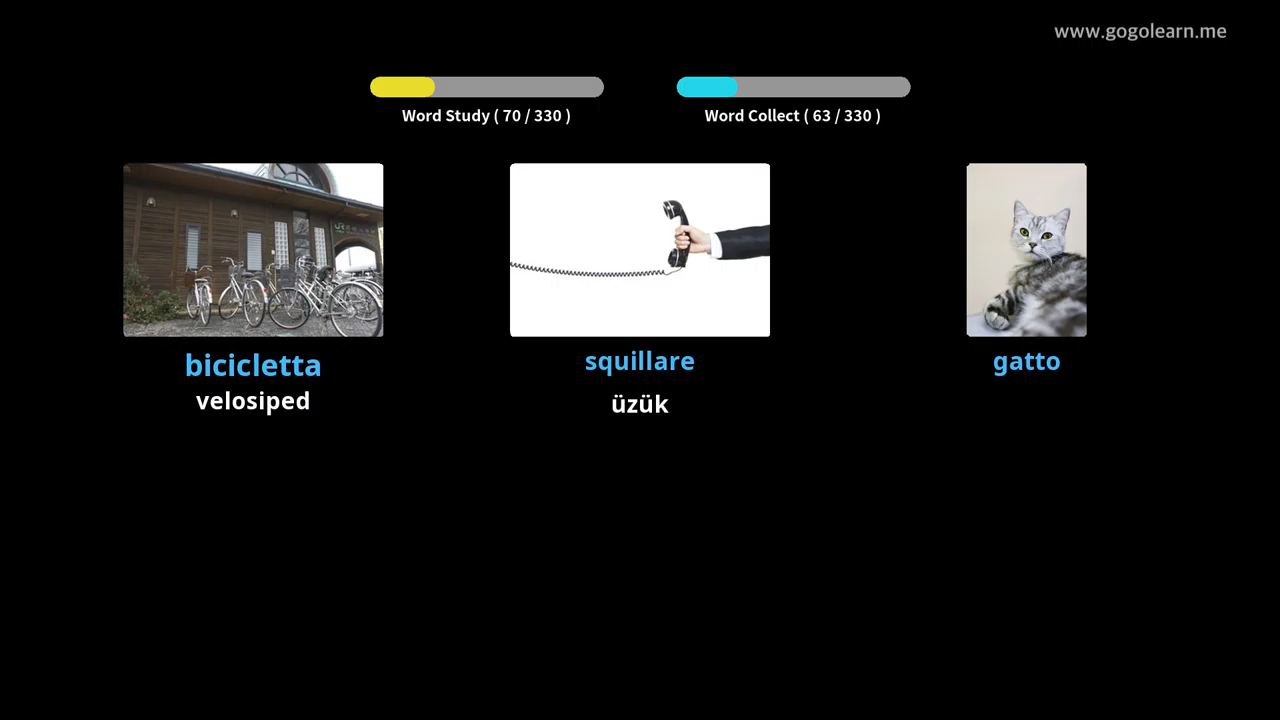 www.gogolearn.me
Word Study ( 70 / 330 )
Word Collect ( 63 / 330 )
bicicletta
velosiped
squillare
üzük
gatto